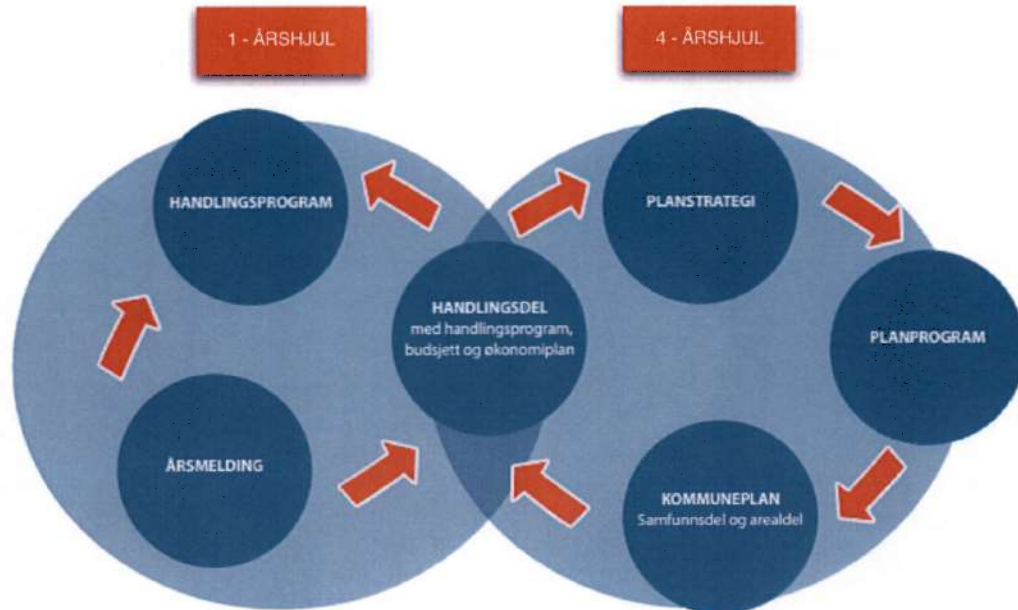 1 - ÅRSHJUL
4 - ÅRSHJUL
HANDLINGSPROGRAM
PLANSTRATEGI
HANDLINGSDEL
med handlingsprogram,
budsjett og økonomiplan
PLANPROGRAM
ÅRSMELDING
KOMMUNEPLAN
Samfunnsdel og arealdel